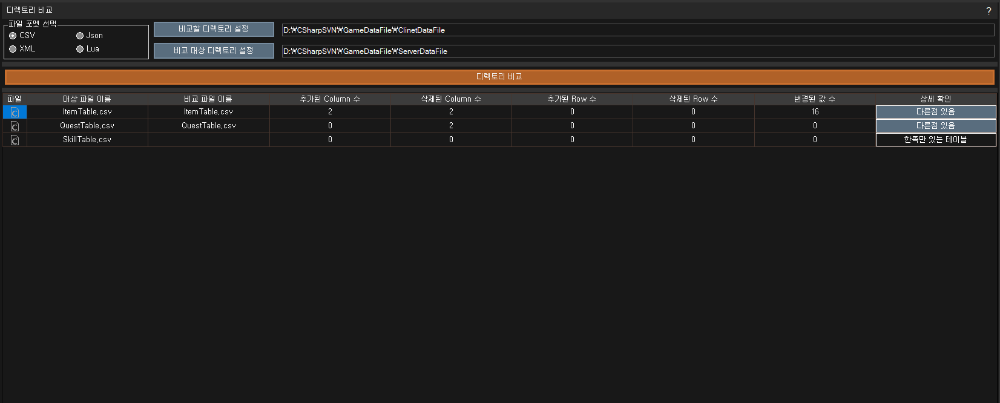 디렉토리 비교 ?
파일 포멧 선택
CSV Json
XML Lua
비교할 디렉토리 설정 D:₩CSharpSVN₩GameDataFile₩ClinetDataFile
비교 대상 디렉토리 설정 D:₩CSharpSVN₩GameDataFile₩ServerDataFile
디렉토리 비교
파일 대상 파일 이름 비교 파일 이름 추가된 Column 수 삭제된 Column 수 추가된 Row 수 삭제된 Row 수 변경된 값 수 상세 확인
C ItemTable.csv ItemTable.csv 2 2 0 0 16 다른점 있음
C QuestTable.csv QuestTable.csv 0 2 0 0 0 다른점 있음
C SkillTable.csv 0 0 0 0 0 한쪽만 있는 테이블